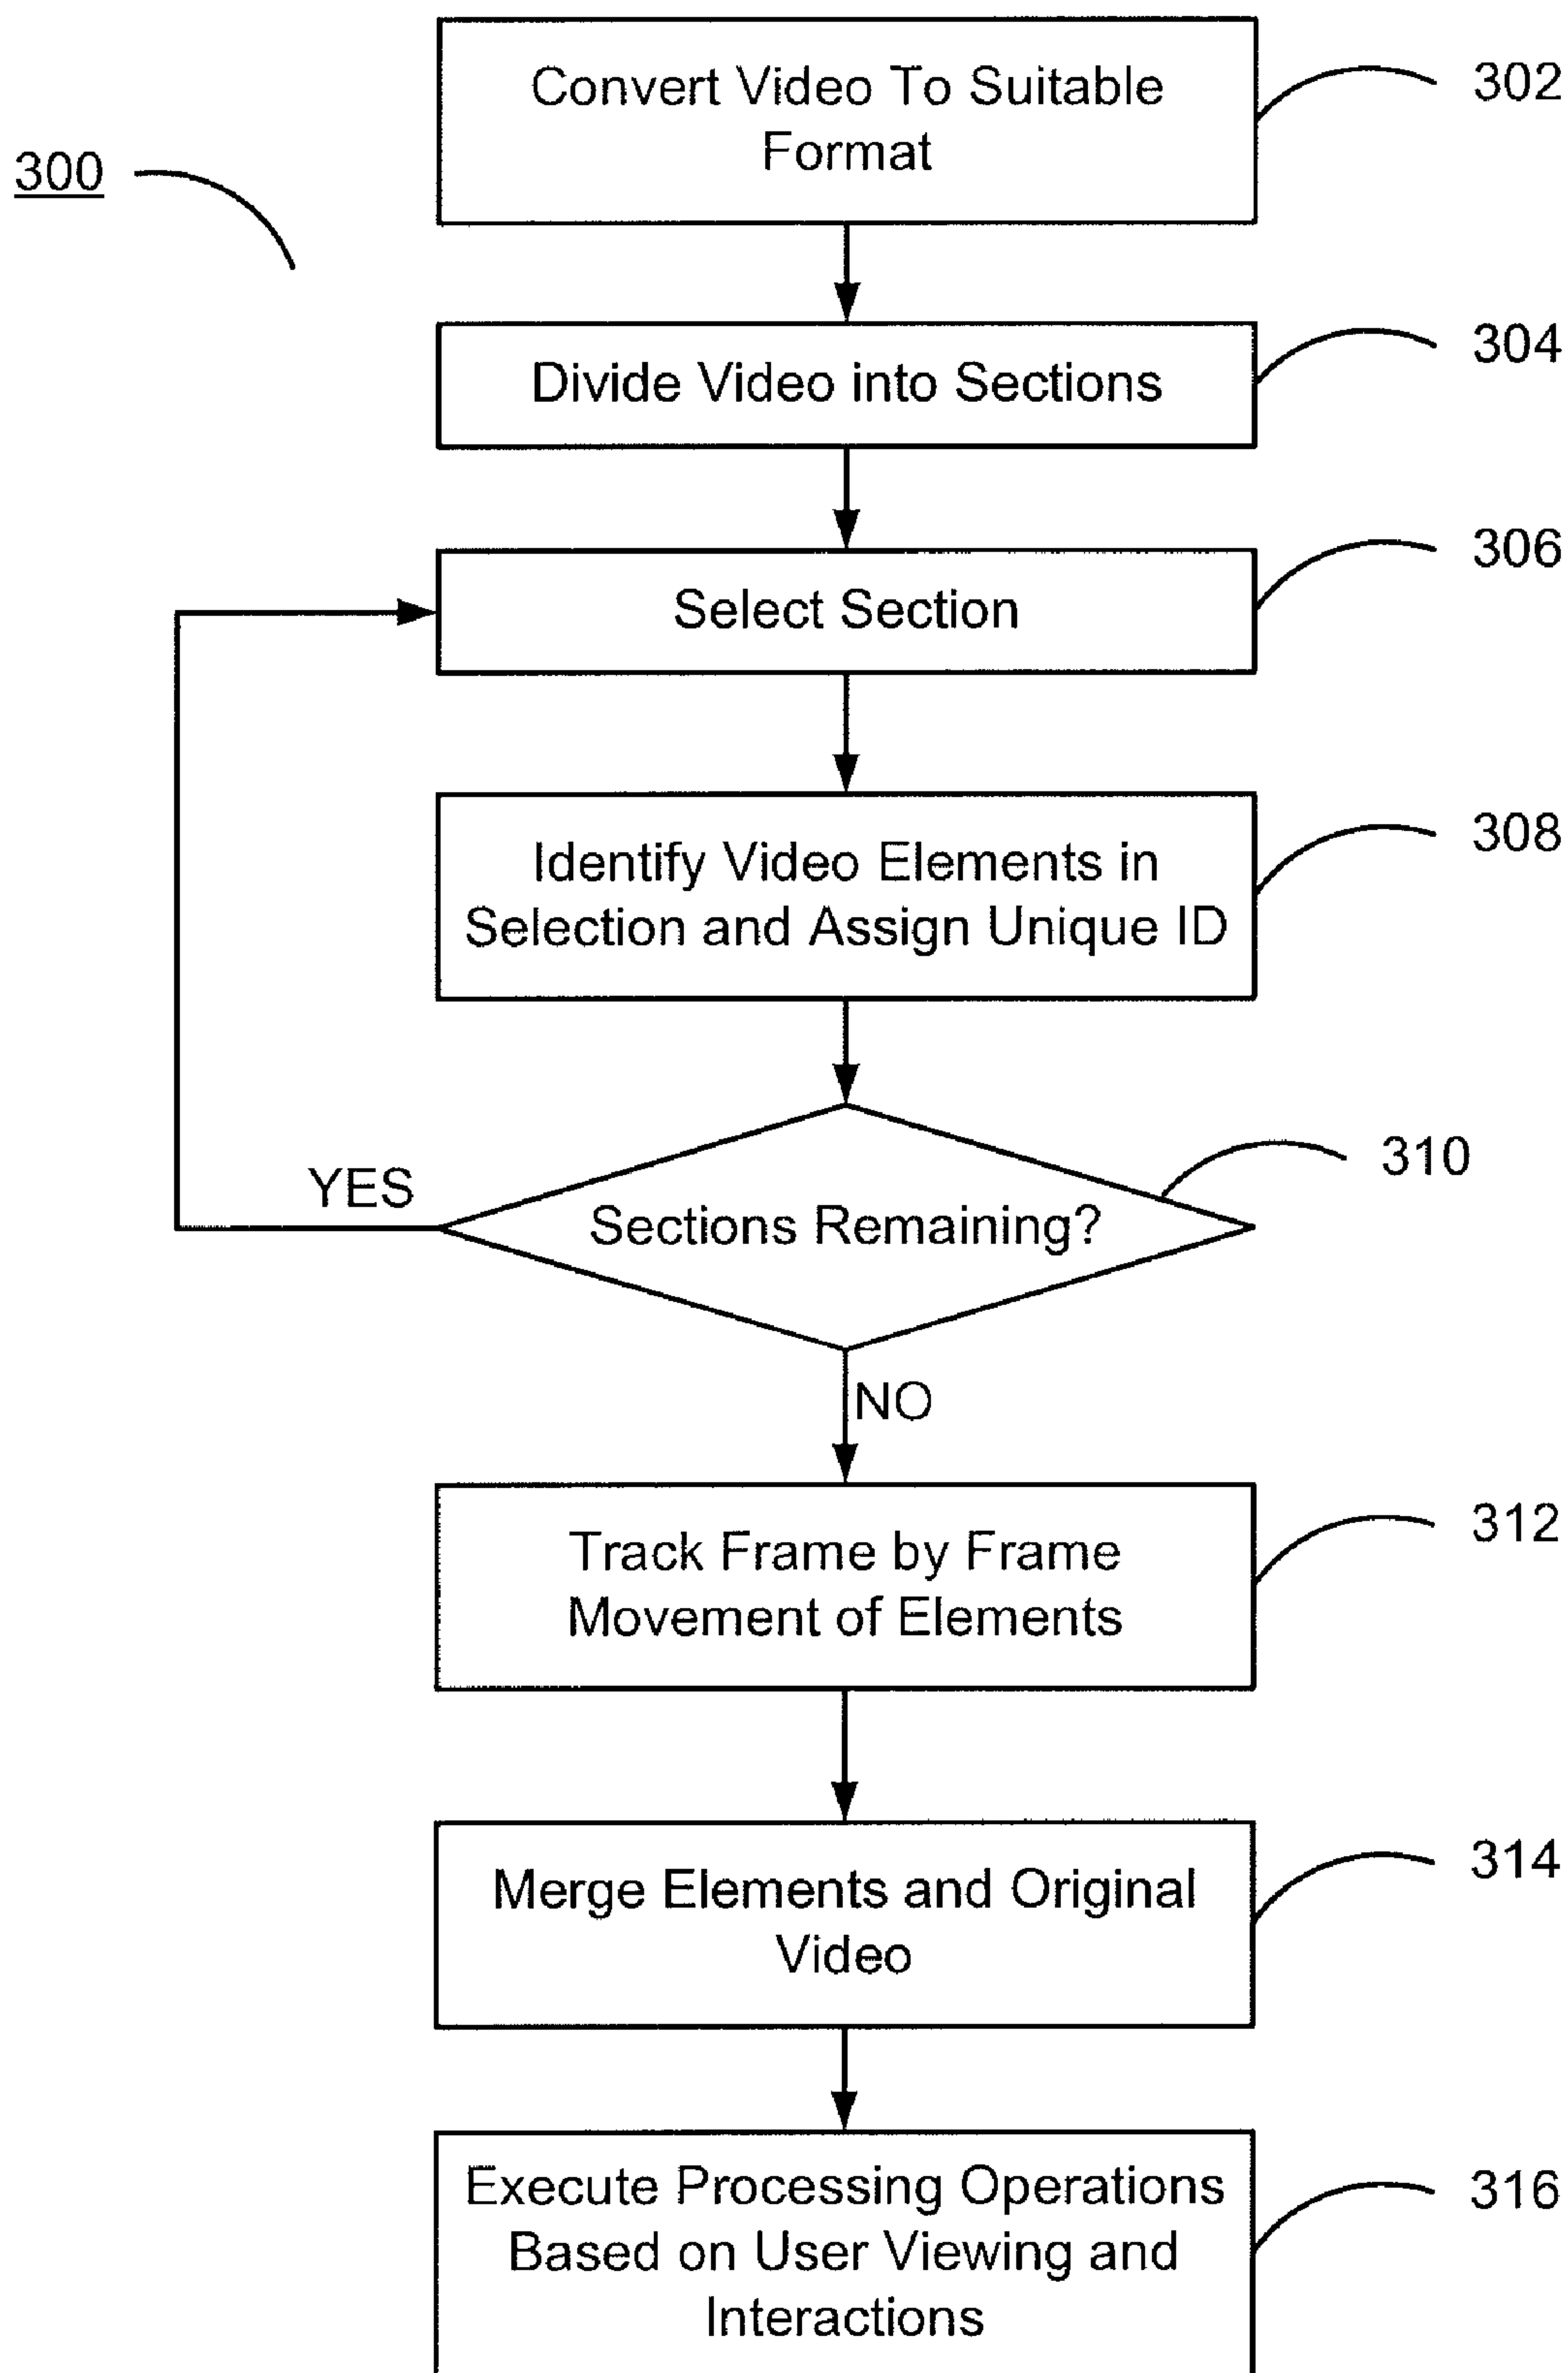 Convert Video To Suitable
Format
302
300
Divide Video into Sections
304
Select Section
306
Identify Video Elements in
Selection and Assign Unique ID
308
Sections Remaining?
310
YES
NO
Track Frame by Frame
Movement of Elements
312
Merge Elements and Original
Video
314
Execute Processing Operations
Based on User Viewing and
Interactions
316